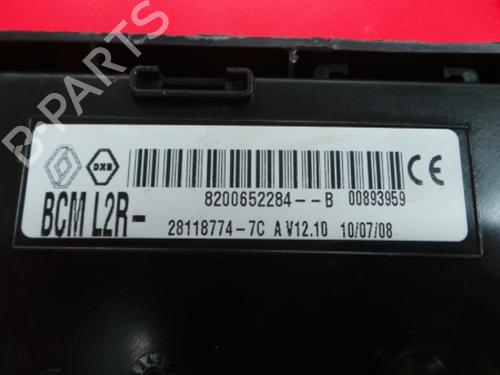 B-PARTS
DXB
8200652284--B 00893959
CE
BCM L2R-
28118774-7C A V12.10 10/07/08